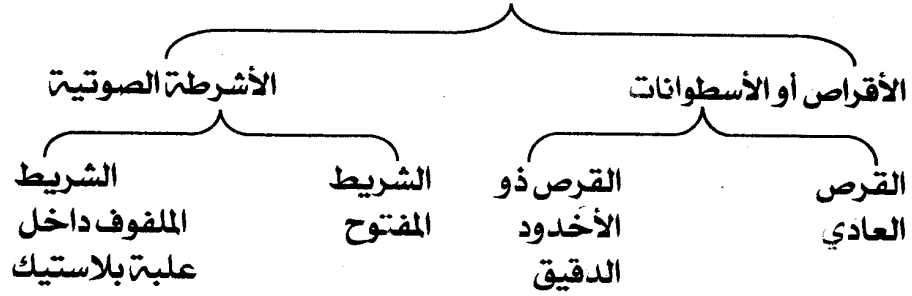 الأقراص أو الأسطوانات
الأشرطة الصوتية
القرص
العادي
القرص ذو
الأخدود
الدقيق
الشريط
المفتوح
الشريط
الملفوف داخل
علبة بلاستيك